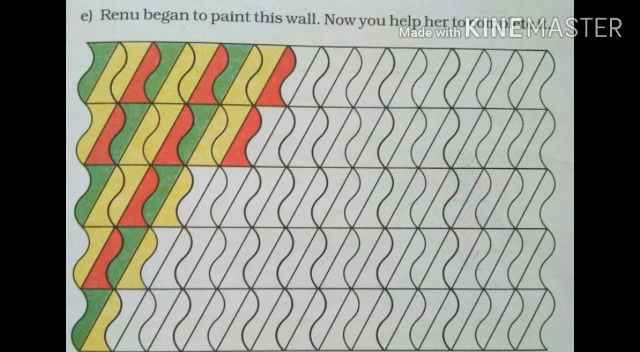 e) Renu began to paint this wall. Now you help her to
Made with KINEMASTER